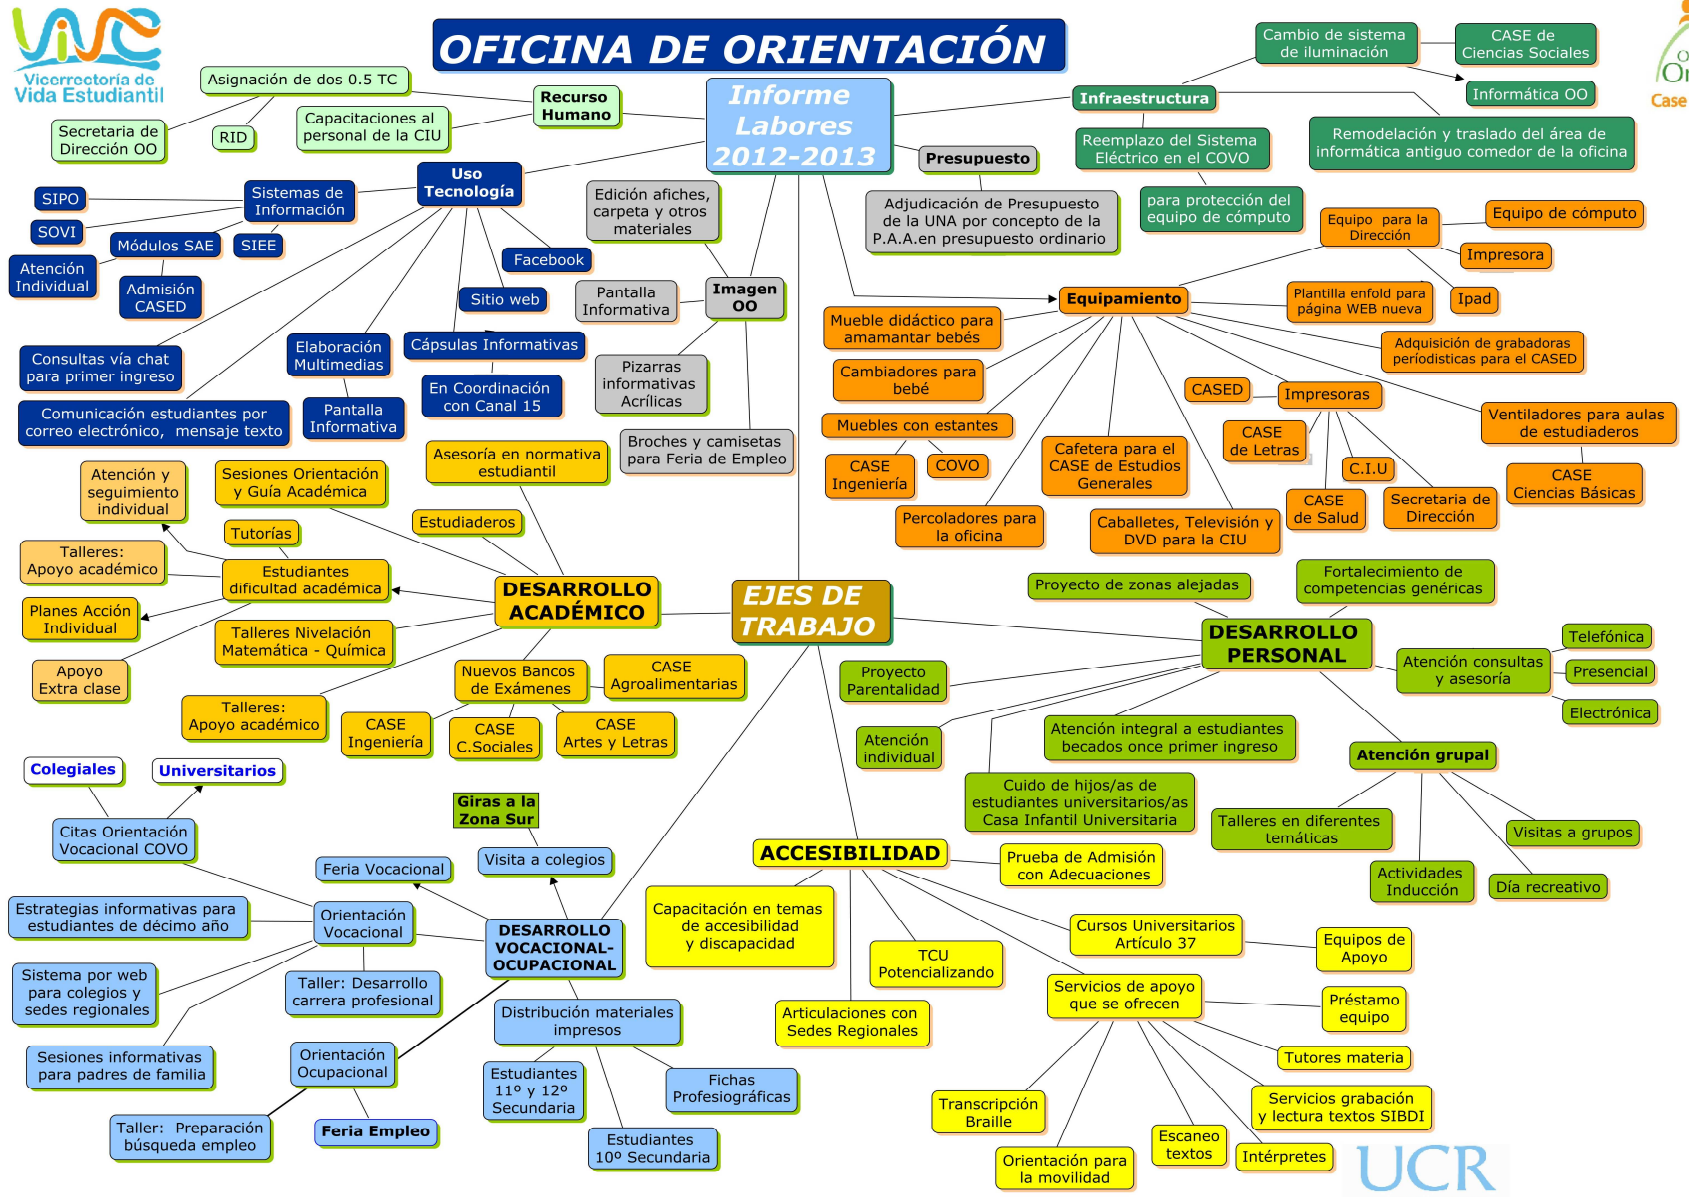 OFICINA DE ORIENTACIÓN
Vicerrectoría de
Vida Estudiantil
Case
Informe
Labores
2012-2013
Recurso
Humano
Asignación de dos 0.5 TC
Secretaria de
Dirección OO
RID
Capacitaciones al
personal de la CIU
Infraestructura
Cambio de sistema
de iluminación
CASE de
Ciencias Sociales
Informática OO
Remodelación y traslado del área de
informática antiguo comedor de la oficina
Reemplazo del Sistema
Eléctrico en el COVO
para protección del
equipo de cómputo
Presupuesto
Adjudicación de Presupuesto
de la UNA por concepto de la
P.A.A.en presupuesto ordinario
Uso
Tecnología
Sistemas de
Información
SIPO
SOVI
Módulos SAE
SIEE
Atención
Individual
Admisión
CASED
Facebook
Sitio web
Cápsulas Informativas
En Coordinación
con Canal 15
Elaboración
Multimedias
Pantalla
Informativa
Consultas vía chat
para primer ingreso
Comunicación estudiantes por
correo electrónico, mensaje texto
Imagen
OO
Edición afiches,
carpeta y otros
materiales
Pantalla
Informativa
Pizarras
informativas
Acrílicas
Broches y camisetas
para Feria de Empleo
Equipamiento
Equipo para la
Dirección
Equipo de cómputo
Impresora
Ipad
Plantilla enfold para
página WEB nueva
Adquisición de grabadoras
períodisticas para el CASED
Mueble didáctico para
amamantar bebés
Cambiadores para
bebé
Muebles con estantes
CASE
Ingeniería
COVO
Percoladores para
la oficina
Cafetera para el
CASE de Estudios
Generales
Caballetes, Televisión y
DVD para la CIU
Impresoras
CASED
CASE
de Letras
CASE
de Salud
C.I.U
Secretaria de
Dirección
Ventiladores para aulas
de estudiaderos
CASE
Ciencias Básicas
EJES DE
TRABAJO
DESARROLLO
ACADÉMICO
Asesoría en normativa
estudiantil
Sesiones Orientación
y Guía Académica
Estudiaderos
Estudiantes
dificultad académica
Atención y
seguimiento
individual
Tutorías
Talleres:
Apoyo académico
Planes Acción
Individual
Apoyo
Extra clase
Talleres Nivelación
Matemática - Química
Talleres:
Apoyo académico
Nuevos Bancos
de Exámenes
CASE
Agroalimentarias
CASE
Ingeniería
CASE
C.Sociales
CASE
Artes y Letras
DESARROLLO
PERSONAL
Proyecto de zonas alejadas
Fortalecimiento de
competencias genéricas
Atención consultas
y asesoría
Telefónica
Presencial
Electrónica
Proyecto
Parentalidad
Atención
individual
Cuido de hijos/as de
estudiantes universitarios/as
Casa Infantil Universitaria
Atención integral a estudiantes
becados once primer ingreso
Atención grupal
Talleres en diferentes
temáticas
Actividades
Inducción
Día recreativo
Visitas a grupos
DESARROLLO
VOCACIONAL-
OCUPACIONAL
Visita a colegios
Giras a la
Zona Sur
Feria Vocacional
Orientación
Vocacional
Citas Orientación
Vocacional COVO
Colegiales
Universitarios
Estrategias informativas para
estudiantes de décimo año
Sistema por web
para colegios y
sedes regionales
Sesiones informativas
para padres de familia
Taller: Desarrollo
carrera profesional
Orientación
Ocupacional
Taller: Preparación
búsqueda empleo
Feria Empleo
Distribución materiales
impresos
Estudiantes
11º y 12º
Secundaria
Estudiantes
10º Secundaria
Fichas
Profesiográficas
ACCESIBILIDAD
Prueba de Admisión
con Adecuaciones
Capacitación en temas
de accesibilidad
y discapacidad
Articulaciones con
Sedes Regionales
TCU
Potencializando
Cursos Universitarios
Artículo 37
Equipos de
Apoyo
Servicios de apoyo
que se ofrecen
Préstamo
equipo
Tutores materia
Servicios grabación
y lectura textos SIBDI
Intérpretes
Escaneo
textos
Orientación para
la movilidad
Transcripción
Braille
UCR